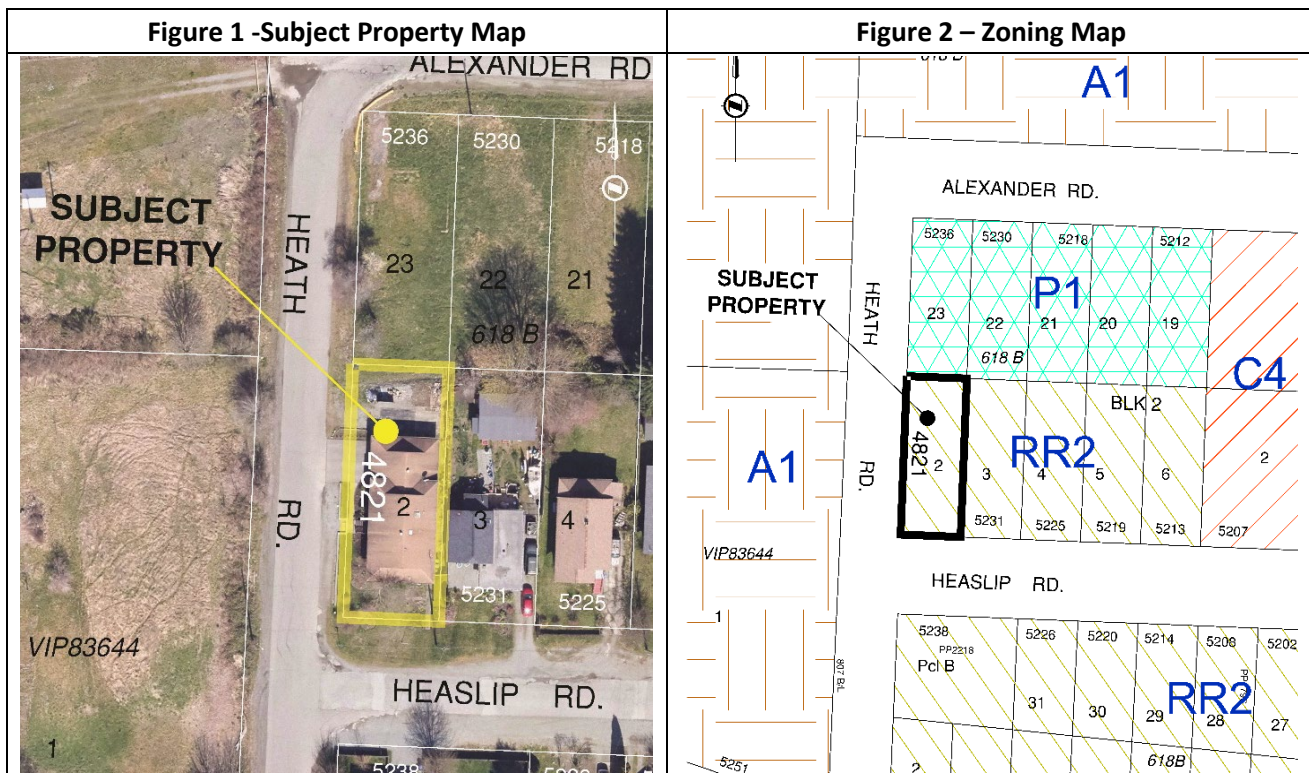 Figure 1 -Subject Property Map
ALEXANDER RD
5236
5230
5218
SUBJECT
PROPERTY
HEATH
23
22
21
618 B
4821
2
3
4
RD.
5231
5225
VIP83644
HEASLIP RD.
1
5238
Figure 2 – Zoning Map
618 B
A1
ALEXANDER RD.
5236
5230
5218
5212
SUBJECT
PROPERTY
HEATH
P1
23
22
21
20
19
618 B
C4
BLK 2
4821
2
RR2
3
4
5
6
2
A1
RD.
5231
5225
5219
5213
5207
VIP83644
HEASLIP RD.
1
5238
5226
5220
5214
5208
5202
PP2218
Pcl B
807 B/L
RR2
31
30
29
28
27
618B
5251
2